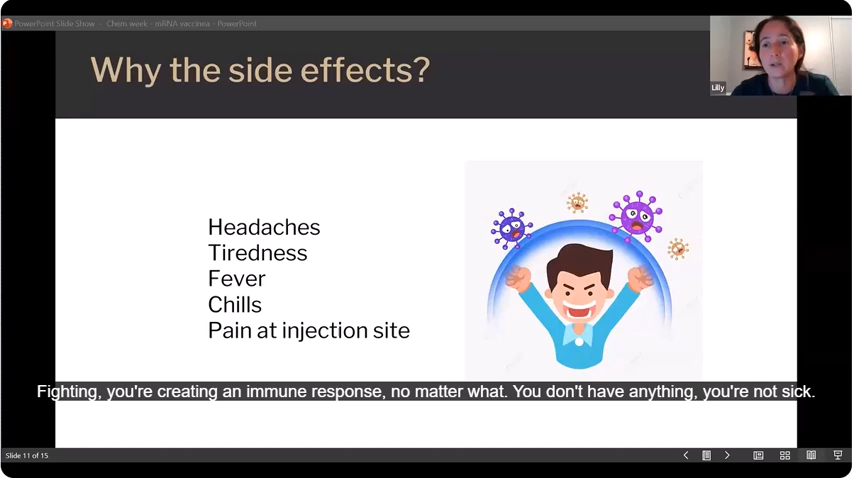 PowerPoint Slide Show - Chem week - mRNA vaccinea - PowerPoint
Why the side effects?
Lilly
Headaches
Tiredness
Fever
Chills
Pain at injection site
Fighting, you're creating an immune response, no matter what. You don't have anything, you're not sick.
Slide 11 of 15